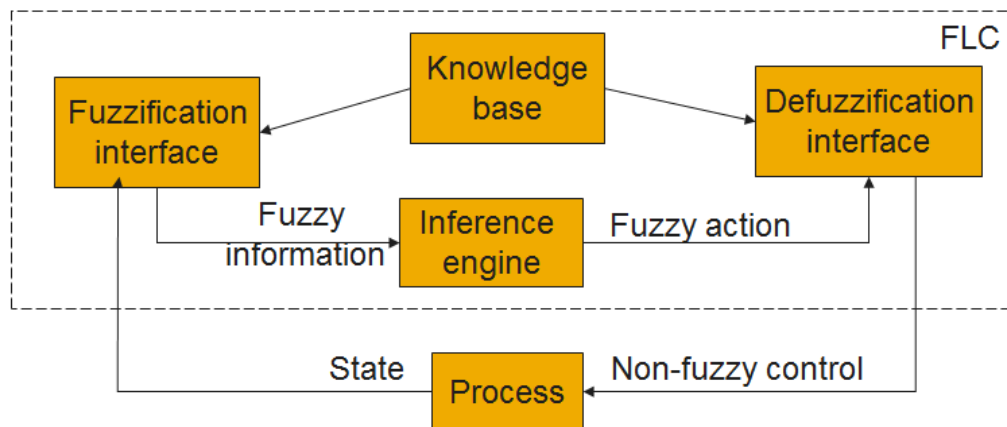 FLC
Knowledge
base
Fuzzification
interface
Defuzzification
interface
Fuzzy
information
Inference
engine
Fuzzy action
State
Process
Non-fuzzy control